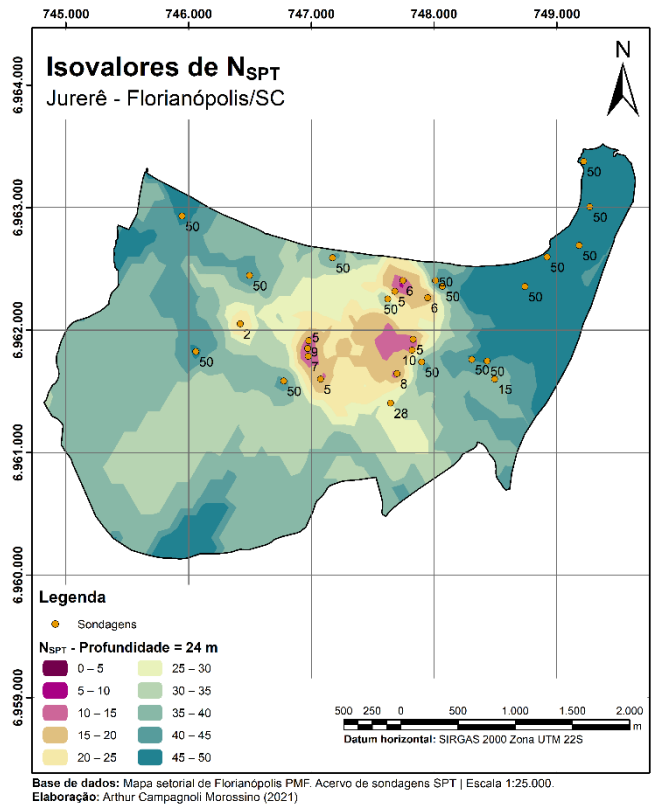 745.000 746.000 747.000 748.000 749.000
Isovalores de NSPT
Jurerê - Florianópolis/SC
N
6.964.000
6.963.000
6.962.000
6.961.000
6.960.000
6.959.000
50
50
50
50 50
50 50
50
50 6 50 50
50 5 6
2 5 5
9 10
50 7 50 50 50
50 5 8 15
28
Legenda
Sondagens
NSPT - Profundidade = 24 m
0 – 5 25 – 30
5 – 10 30 – 35
10 – 15 35 – 40
15 – 20 40 – 45
20 – 25 45 – 50
500 250 0 500 1.000 1.500 2.000
m
Datum horizontal: SIRGAS 2000 Zona UTM 22S
Base de dados: Mapa setorial de Florianópolis PMF. Acervo de sondagens SPT | Escala 1:25.000.
Elaboração: Arthur Campagnoli Morossino (2021)